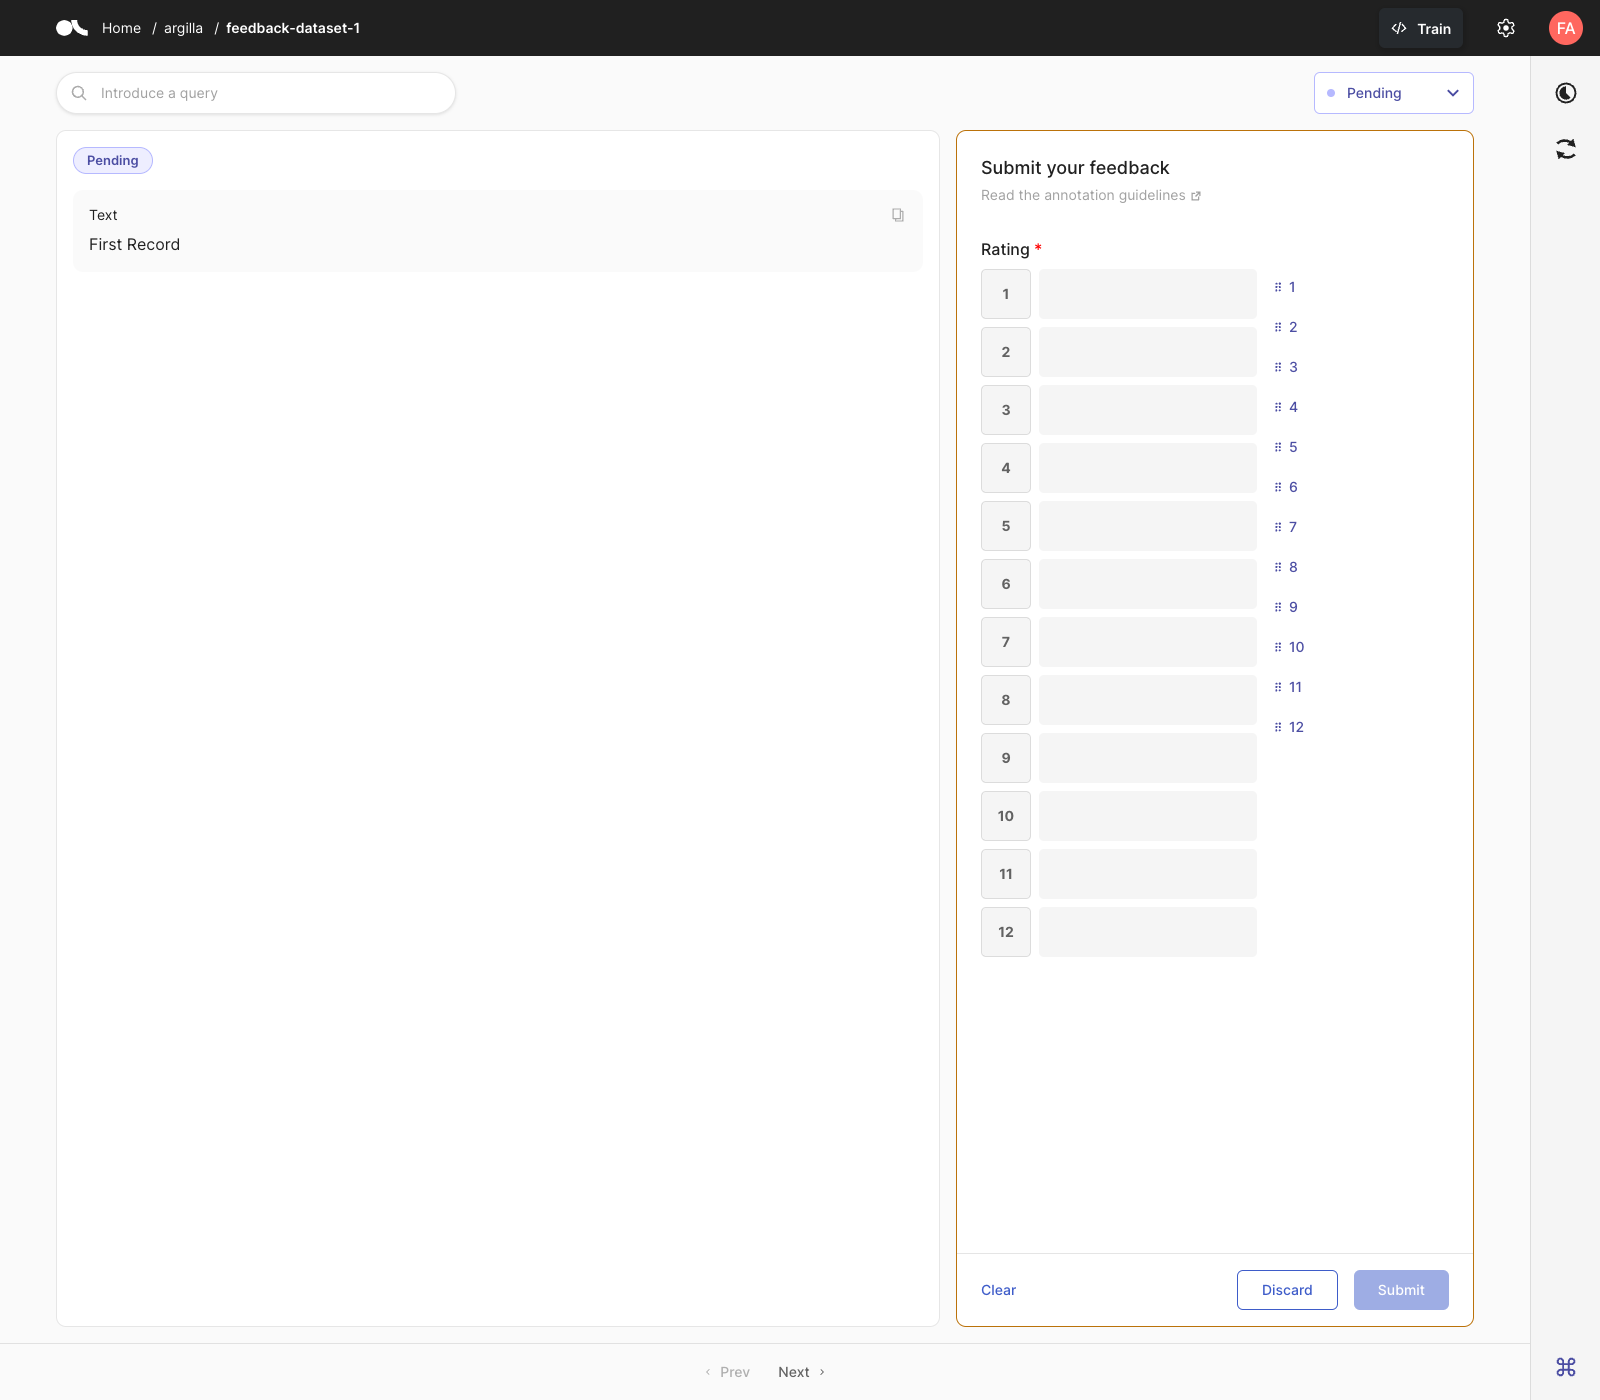 Home / argilla / feedback-dataset-1
Train
FA
Introduce a query
Pending
Pending
Text
First Record
Submit your feedback
Read the annotation guidelines
Rating *
1
2
3
4
5
6
7
8
9
10
11
12
1
2
3
4
5
6
7
8
9
10
11
12
Clear
Discard
Submit
Prev
Next